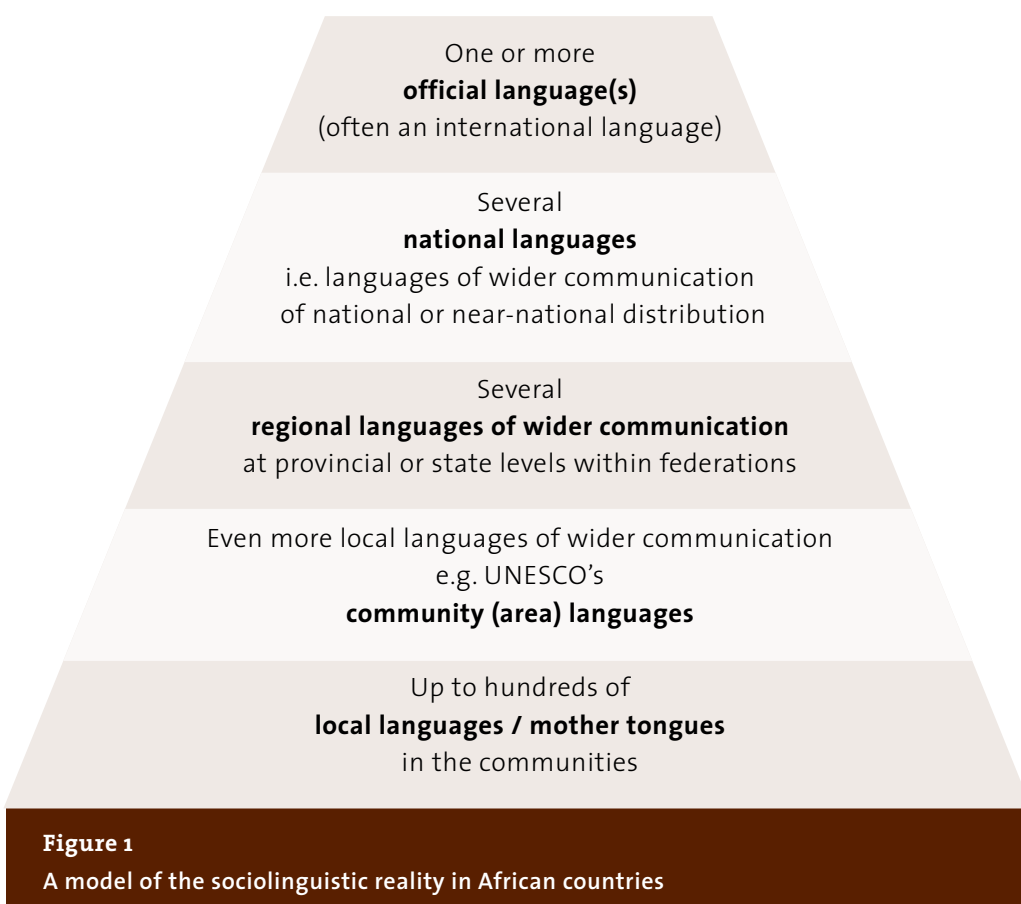 One or more
official language(s)
(often an international language)
Several
national languages
i.e. languages of wider communication
of national or near-national distribution
Several
regional languages of wider communication
at provincial or state levels within federations
Even more local languages of wider communication
e.g. UNESCO’s
community (area) languages
Up to hundreds of
local languages / mother tongues
in the communities
Figure 1
A model of the sociolinguistic reality in African countries